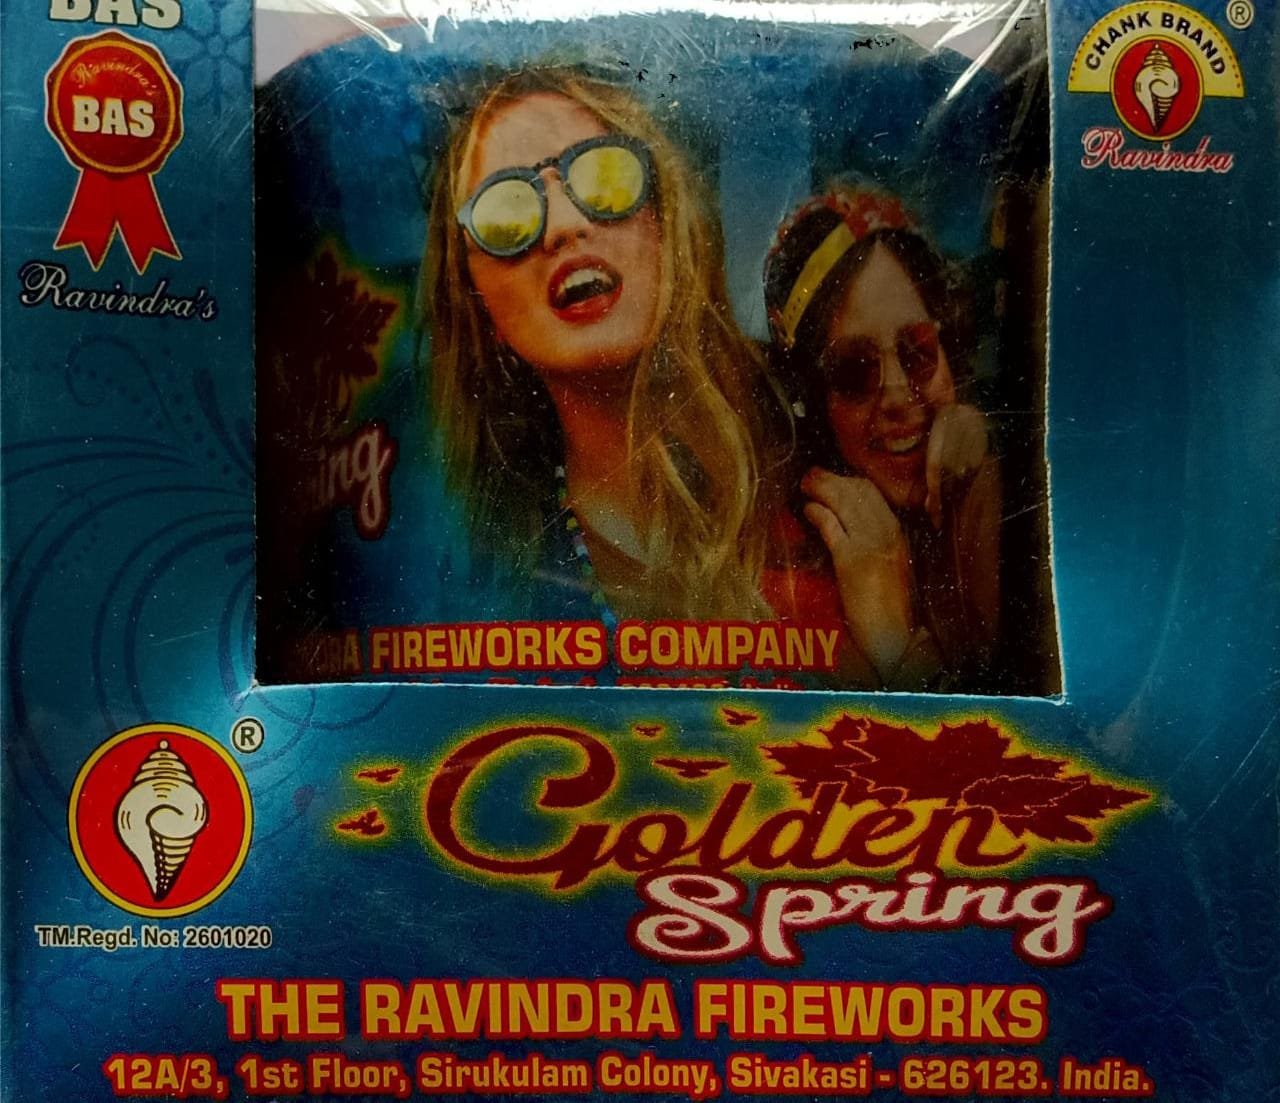 BAS
Ravindra's
BAS
Ravindra's
CHANK BRAND
®
Ravindra
ing
FIREWORKS COMPANY
®
TM.Regd. No: 2601020
Golden
Spring
THE RAVINDRA FIREWORKS
12A/3, 1st Floor, Sirukulam Colony, Sivakasi - 626123. India.